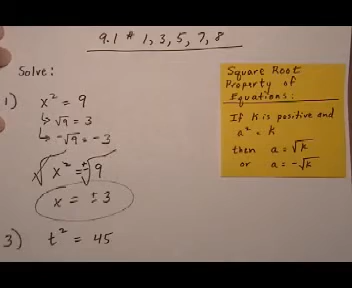 9.1 # 1, 3, 5, 7, 8
Solve:
1) x² = 9
↳ √9 = 3
↳ -√9 = -3
√x² = ±√9
x = ±3
3) t² = 45
Square Root
Property of
Equations:
If K is positive and
a² = k
then a = √k
or a = -√k